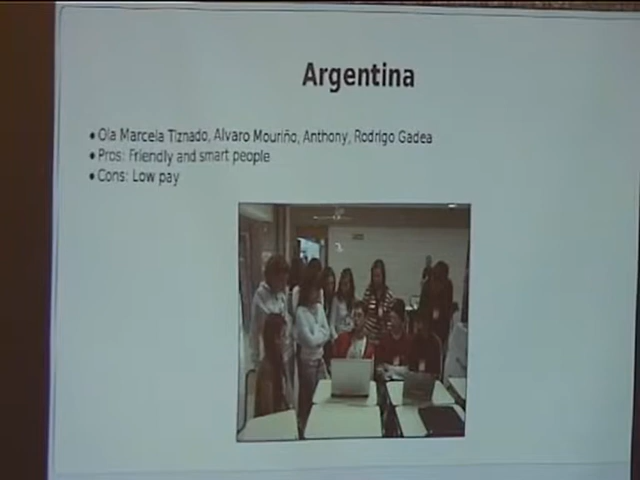 Argentina
• Ola Marcela Tiznado, Alvaro Mouriño, Anthony, Rodrigo Gadea
• Pros: Friendly and smart people
• Cons: Low pay